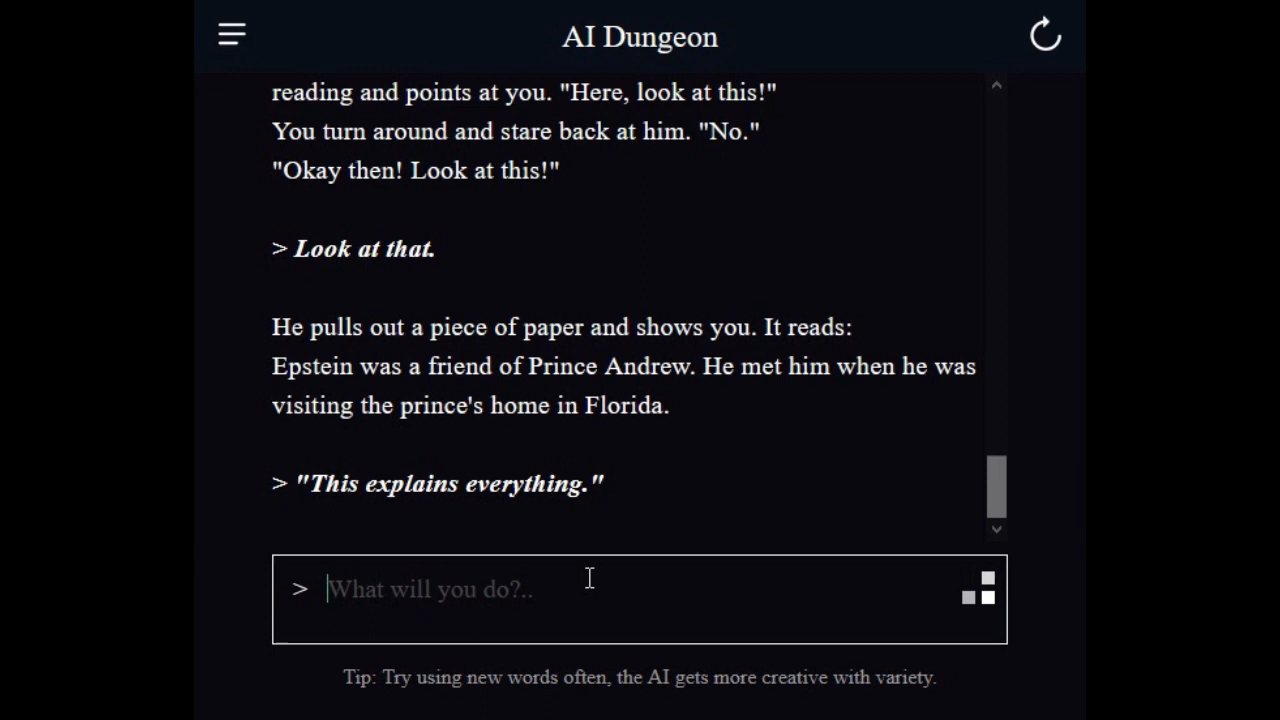 AI Dungeon
reading and points at you. "Here, look at this!"
You turn around and stare back at him. "No."
"Okay then! Look at this!"
> Look at that.
He pulls out a piece of paper and shows you. It reads:
Epstein was a friend of Prince Andrew. He met him when he was
visiting the prince's home in Florida.
> "This explains everything."
> What will you do?..
Tip: Try using new words often, the AI gets more creative with variety.